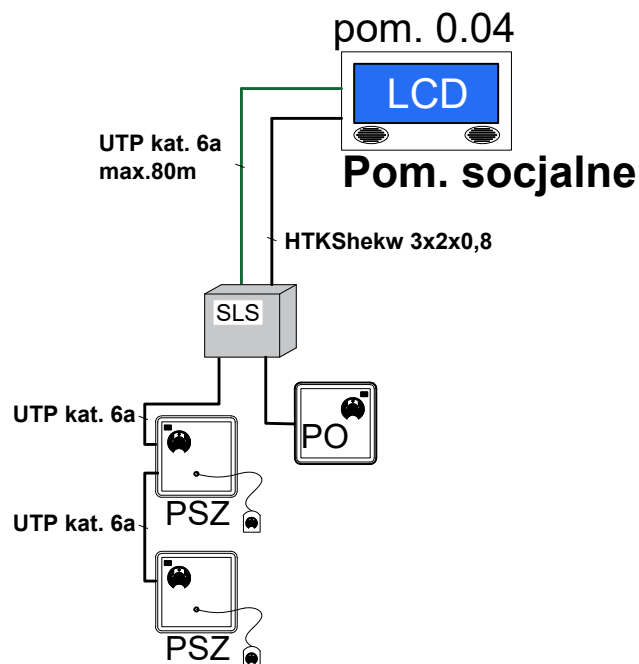 pom. 0.04
LCD
UTP kat. 6a
max.80m
Pom. socjalne
HTKShekw 3x2x0,8
SLS
UTP kat. 6a
PO
PSZ
UTP kat. 6a
PSZ